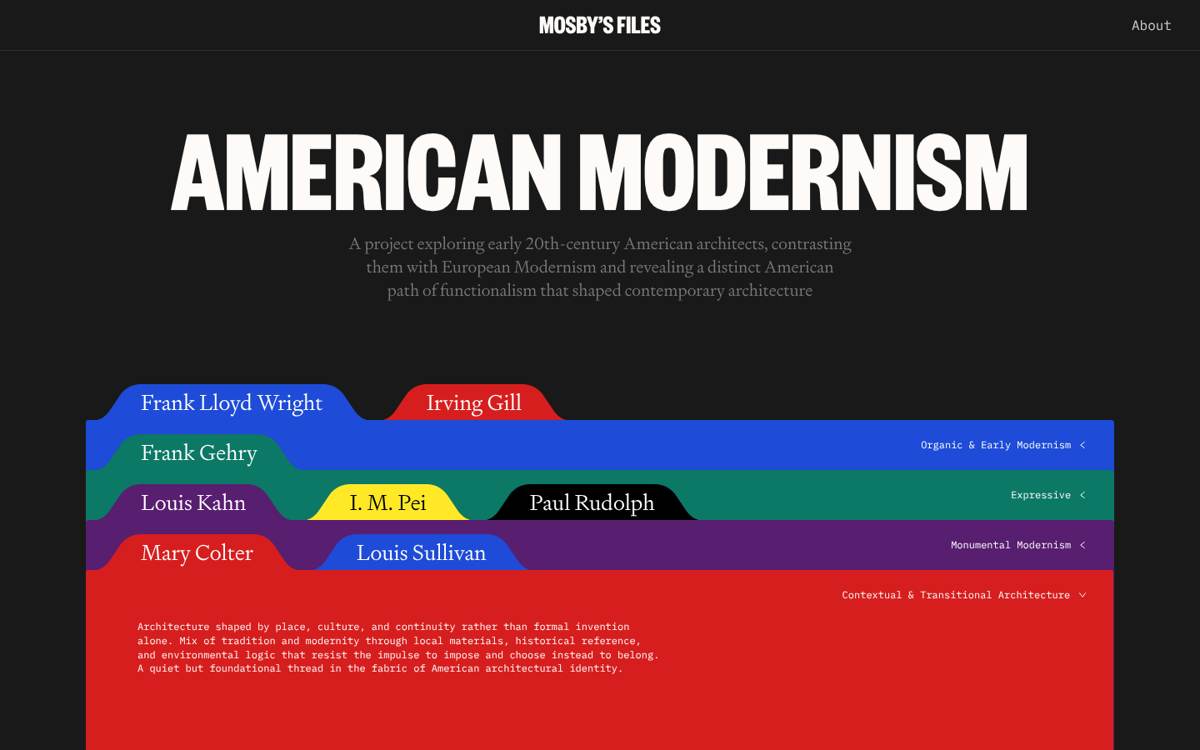 MOSBY’S FILES
About
AMERICAN MODERNISM
A project exploring early 20th-century American architects, contrasting
them with European Modernism and revealing a distinct American
path of functionalism that shaped contemporary architecture
Frank Lloyd Wright
Irving Gill
Organic & Early Modernism
Frank Gehry
Expressive
Louis Kahn
I. M. Pei
Paul Rudolph
Monumental Modernism
Mary Colter
Louis Sullivan
Contextual & Transitional Architecture
Architecture shaped by place, culture, and continuity rather than formal invention
alone. Mix of tradition and modernity through local materials, historical reference,
and environmental logic that resist the impulse to impose and choose instead to belong.
A quiet but foundational thread in the fabric of American architectural identity.